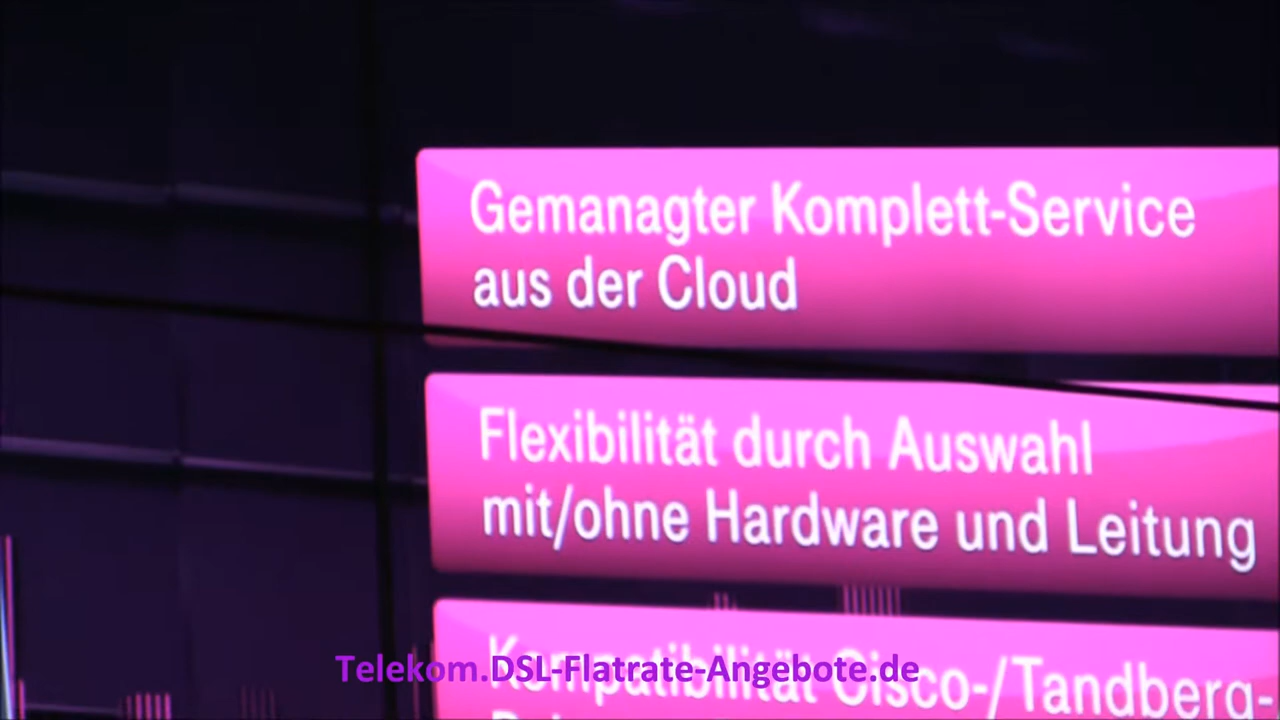 Gemanagter Komplett-Service
aus der Cloud
Flexibilität durch Auswahl
mit/ohne Hardware und Leitung
Kompatibilität Cisco-/Tandberg-
Telekom.DSL-Flatrate-Angebote.de